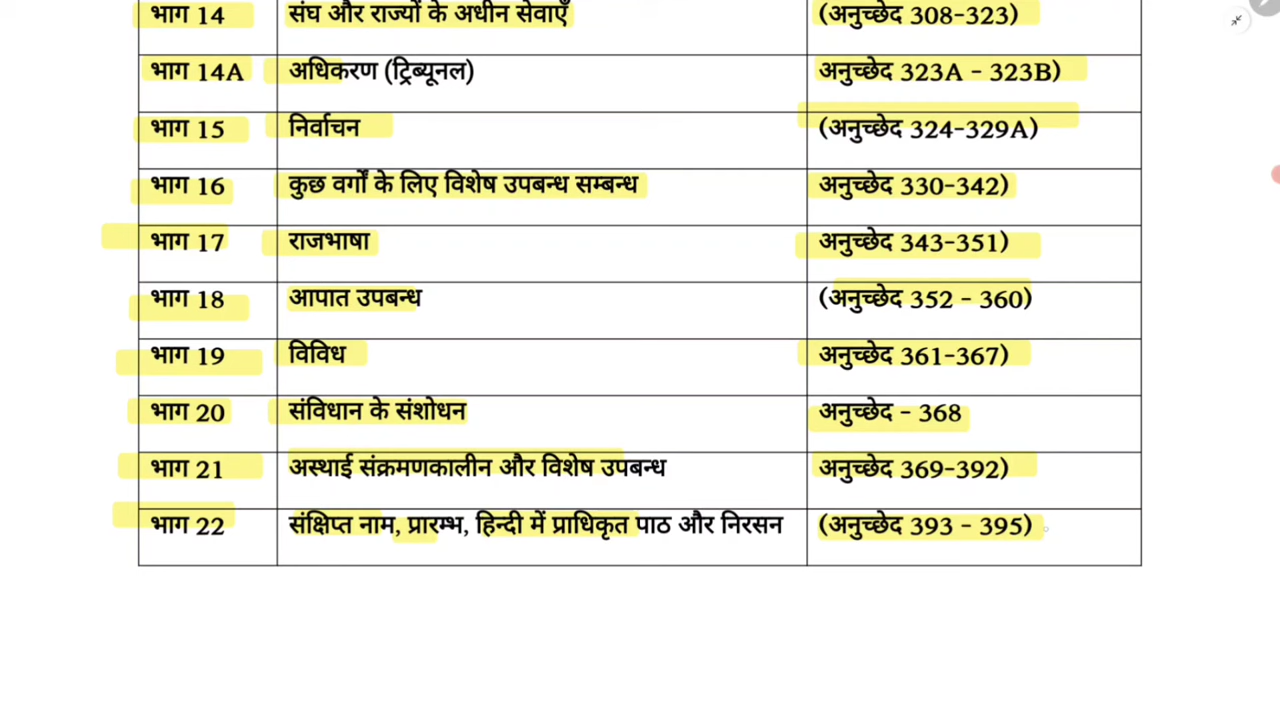 भाग 14 संघ और राज्यों के अधीन सेवाएँ (अनुच्छेद 308-323)
भाग 14A अधिकरण (ट्रिब्यूनल) अनुच्छेद 323A - 323B)
भाग 15 निर्वाचन (अनुच्छेद 324-329A)
भाग 16 कुछ वर्गों के लिए विशेष उपबन्ध सम्बन्ध अनुच्छेद 330-342)
भाग 17 राजभाषा अनुच्छेद 343-351)
भाग 18 आपात उपबन्ध (अनुच्छेद 352 - 360)
भाग 19 विविध अनुच्छेद 361-367)
भाग 20 संविधान के संशोधन अनुच्छेद - 368
भाग 21 अस्थाई संक्रमणकालीन और विशेष उपबन्ध अनुच्छेद 369-392)
भाग 22 संक्षिप्त नाम, प्रारम्भ, हिन्दी में प्राधिकृत पाठ और निरसन (अनुच्छेद 393 - 395)